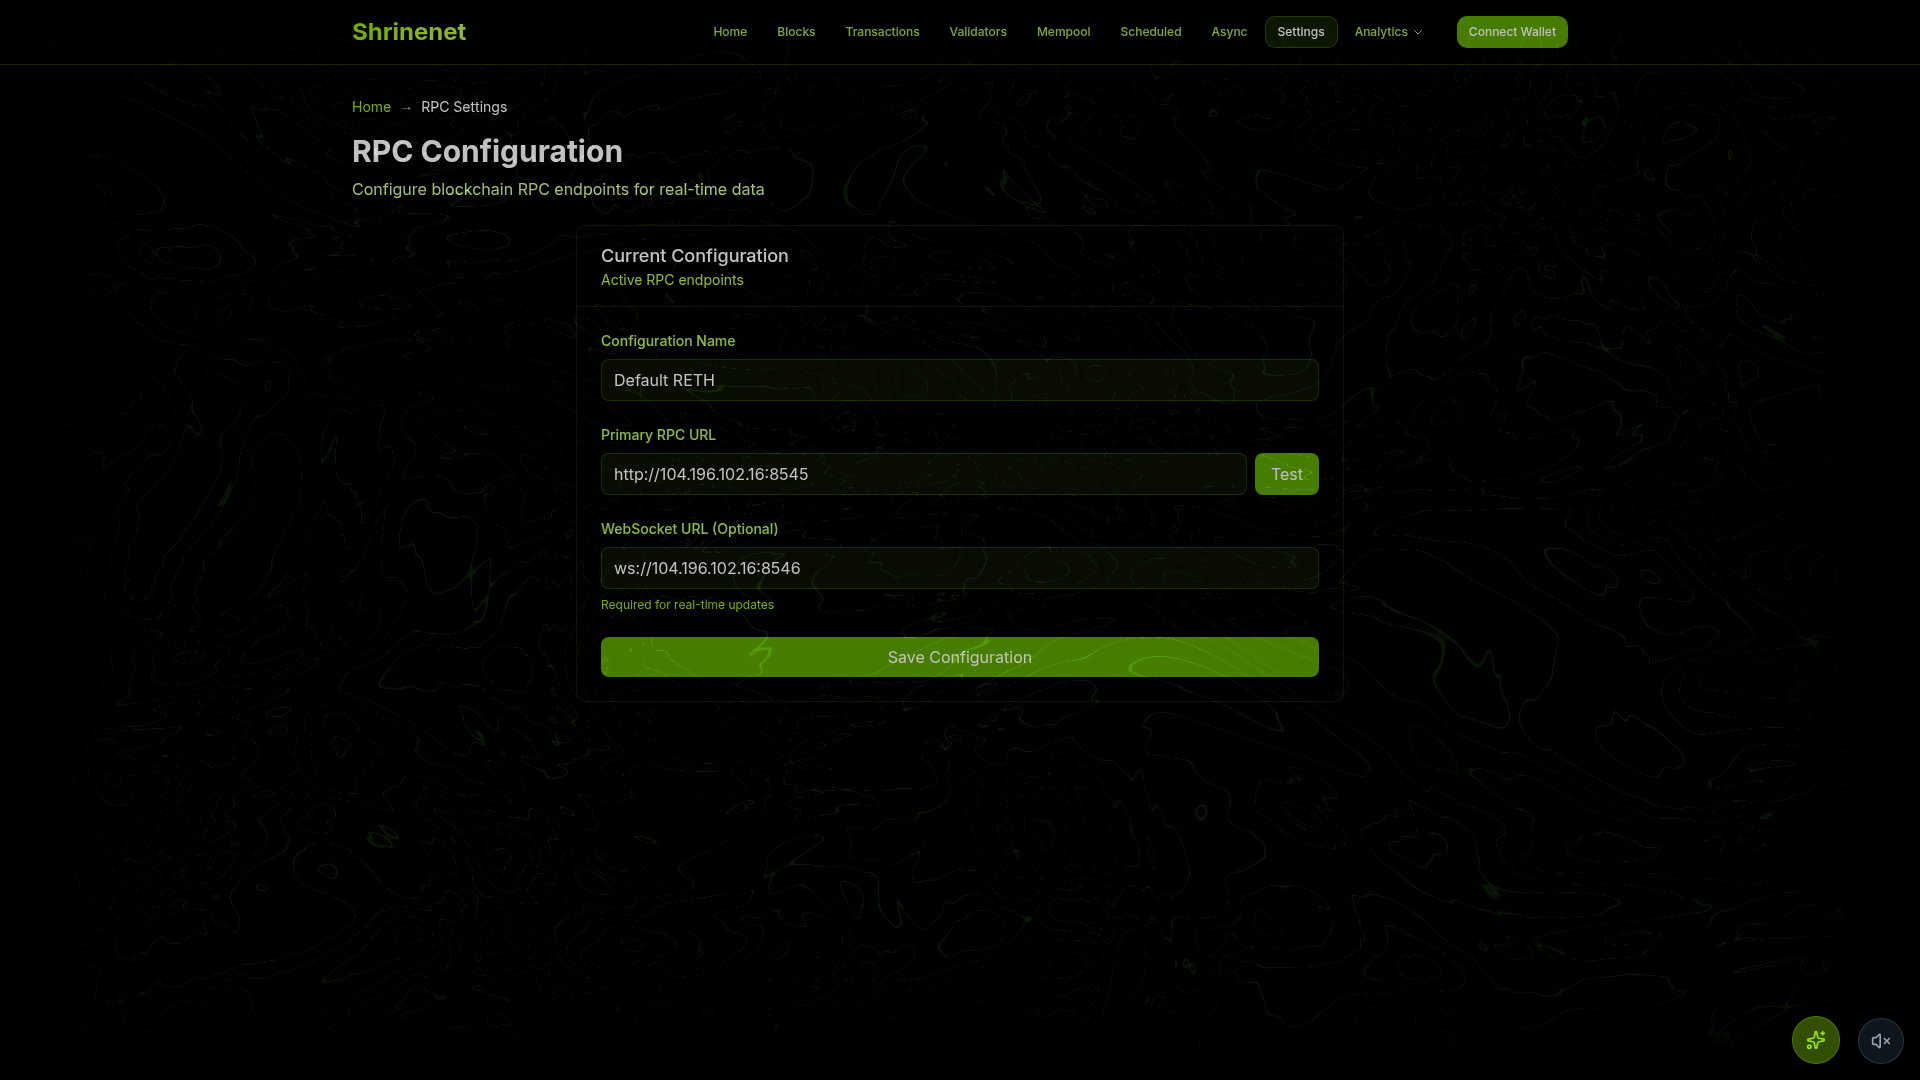 Shrinenet
Home Blocks Transactions Validators Mempool Scheduled Async Settings Analytics Connect Wallet
Home → RPC Settings
RPC Configuration
Configure blockchain RPC endpoints for real-time data
Current Configuration
Active RPC endpoints
Configuration Name
Default RETH
Primary RPC URL
http://104.196.102.16:8545 Test
WebSocket URL (Optional)
ws://104.196.102.16:8546
Required for real-time updates
Save Configuration